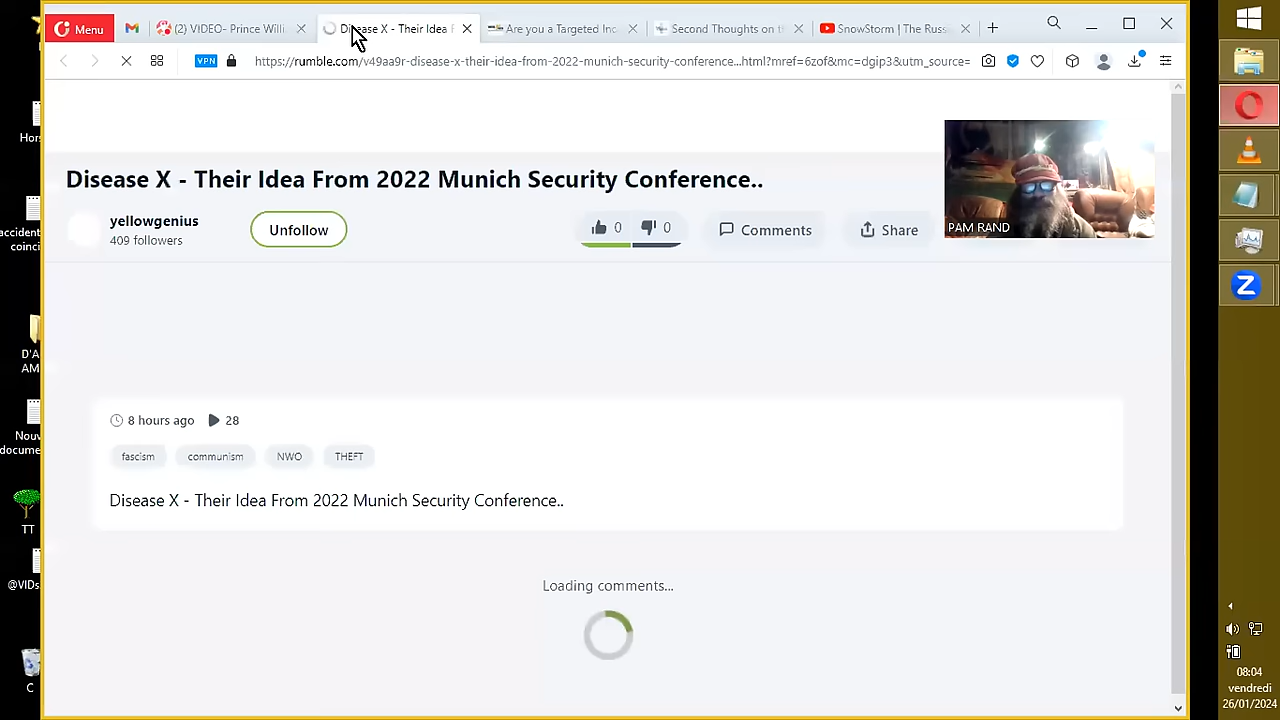 Menu
(2) VIDEO- Prince Willi
Disease X - Their Idea F
Are you a Targeted Ind
Second Thoughts on t
SnowStorm | The Russ
VPN
https://rumble.com/v49aa9r-disease-x-their-idea-from-2022-munich-security-conference...html?mref=6zof&mc=dgip3&utm_source=
Disease X - Their Idea From 2022 Munich Security Conference..
yellowgenius
409 followers
Unfollow
0
0
Comments
Share
PAM RAND
8 hours ago
28
fascism
communism
NWO
THEFT
Disease X - Their Idea From 2022 Munich Security Conference..
Loading comments...
Hors
accident
coinci
D'A
AM
Nouv
docume
TT
@VIDs
C
Z
08:04
vendredi
26/01/2024